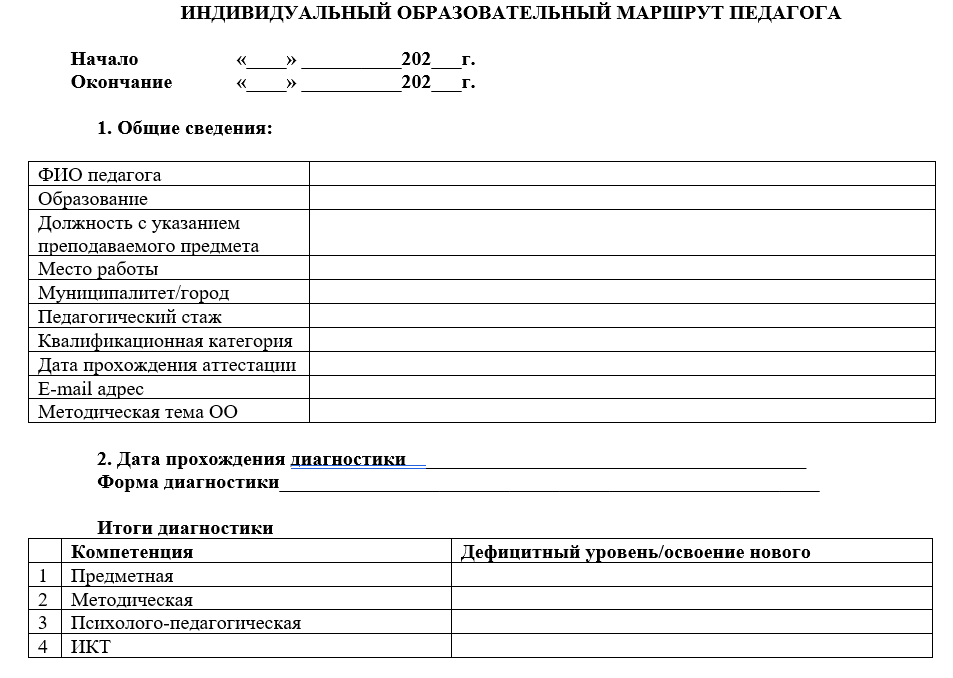 ИНДИВИДУАЛЬНЫЙ ОБРАЗОВАТЕЛЬНЫЙ МАРШРУТ ПЕДАГОГА
Начало «____» __________202___г.
Окончание «____» __________202___г.
1. Общие сведения:
ФИО педагога
Образование
Должность с указанием
преподаваемого предмета
Место работы
Муниципалитет/город
Педагогический стаж
Квалификационная категория
Дата прохождения аттестации
E-mail адрес
Методическая тема ОО
2. Дата прохождения диагностики________________________________________
Форма диагностики______________________________________________________
Итоги диагностики
Компетенция Дефицитный уровень/освоение нового
1 Предметная
2 Методическая
3 Психолого-педагогическая
4 ИКТ